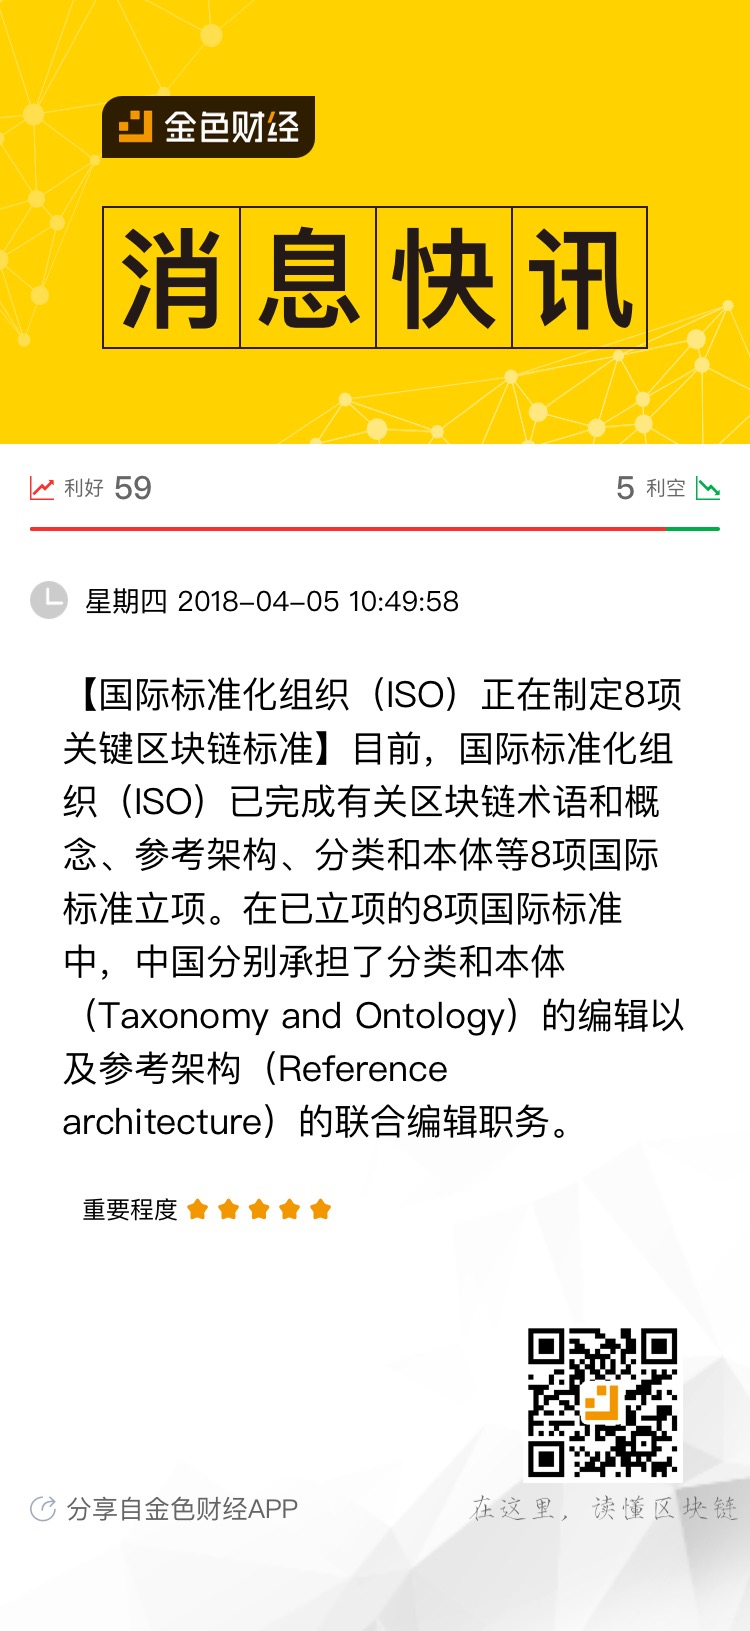 金色财经
消息快讯
利好 59
5 利空
星期四 2018-04-05 10:49:58
【国际标准化组织（ISO）正在制定8项
关键区块链标准】目前，国际标准化组
织（ISO）已完成有关区块链术语和概
念、参考架构、分类和本体等8项国际
标准立项。在已立项的8项国际标准
中，中国分别承担了分类和本体
（Taxonomy and Ontology）的编辑以
及参考架构（Reference
architecture）的联合编辑职务。
重要程度
分享自金色财经APP
在这里，读懂区块链